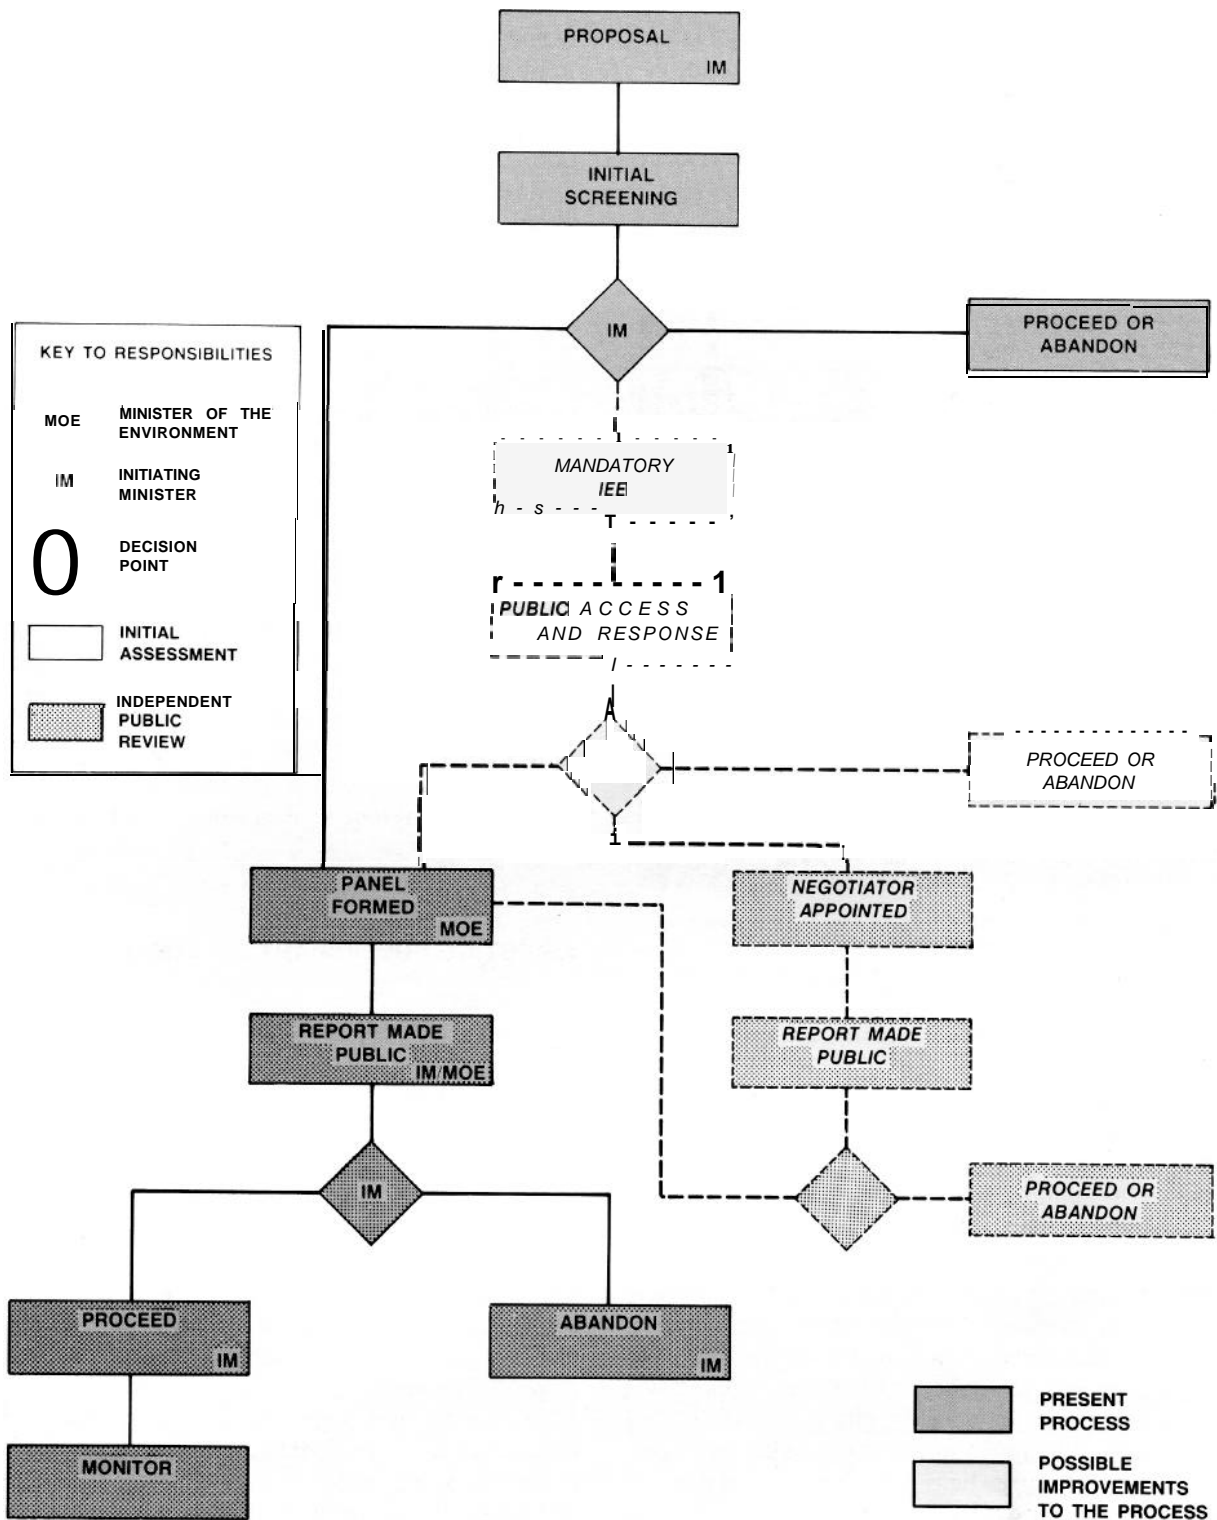 PROPOSAL
IM
INITIAL
SCREENING
IM
PROCEED OR
ABANDON
KEY TO RESPONSIBILITIES
MOE
MINISTER OF THE
ENVIRONMENT
IM
INITIATING
MINISTER
DECISION
POINT
INITIAL
ASSESSMENT
INDEPENDENT
PUBLIC
REVIEW
MANDATORY
IEE
PUBLIC ACCESS
AND RESPONSE
PROCEED OR
ABANDON
PANEL
FORMED
MOE
NEGOTIATOR
APPOINTED
REPORT MADE
PUBLIC
IM/MOE
REPORT MADE
PUBLIC
IM
PROCEED OR
ABANDON
PROCEED
IM
ABANDON
IM
MONITOR
PRESENT
PROCESS
POSSIBLE
IMPROVEMENTS
TO THE PROCESS